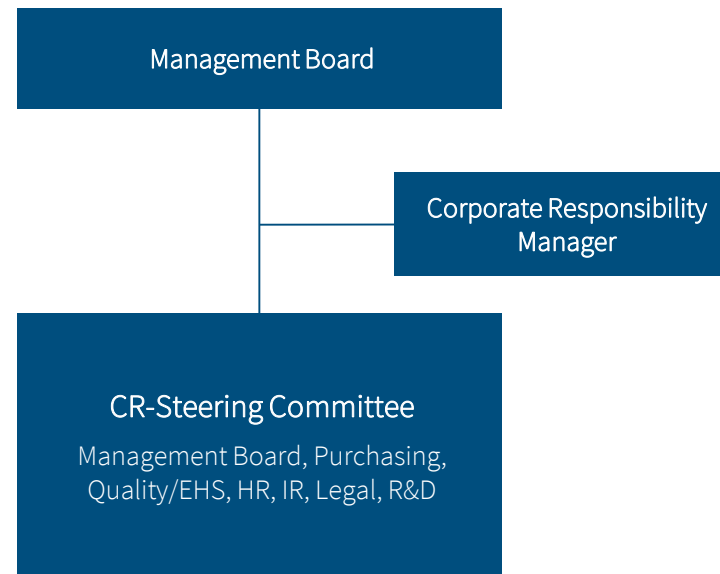 Management Board
Corporate Responsibility
Manager
CR-Steering Committee
Management Board, Purchasing,
Quality/EHS, HR, IR, Legal, R&D